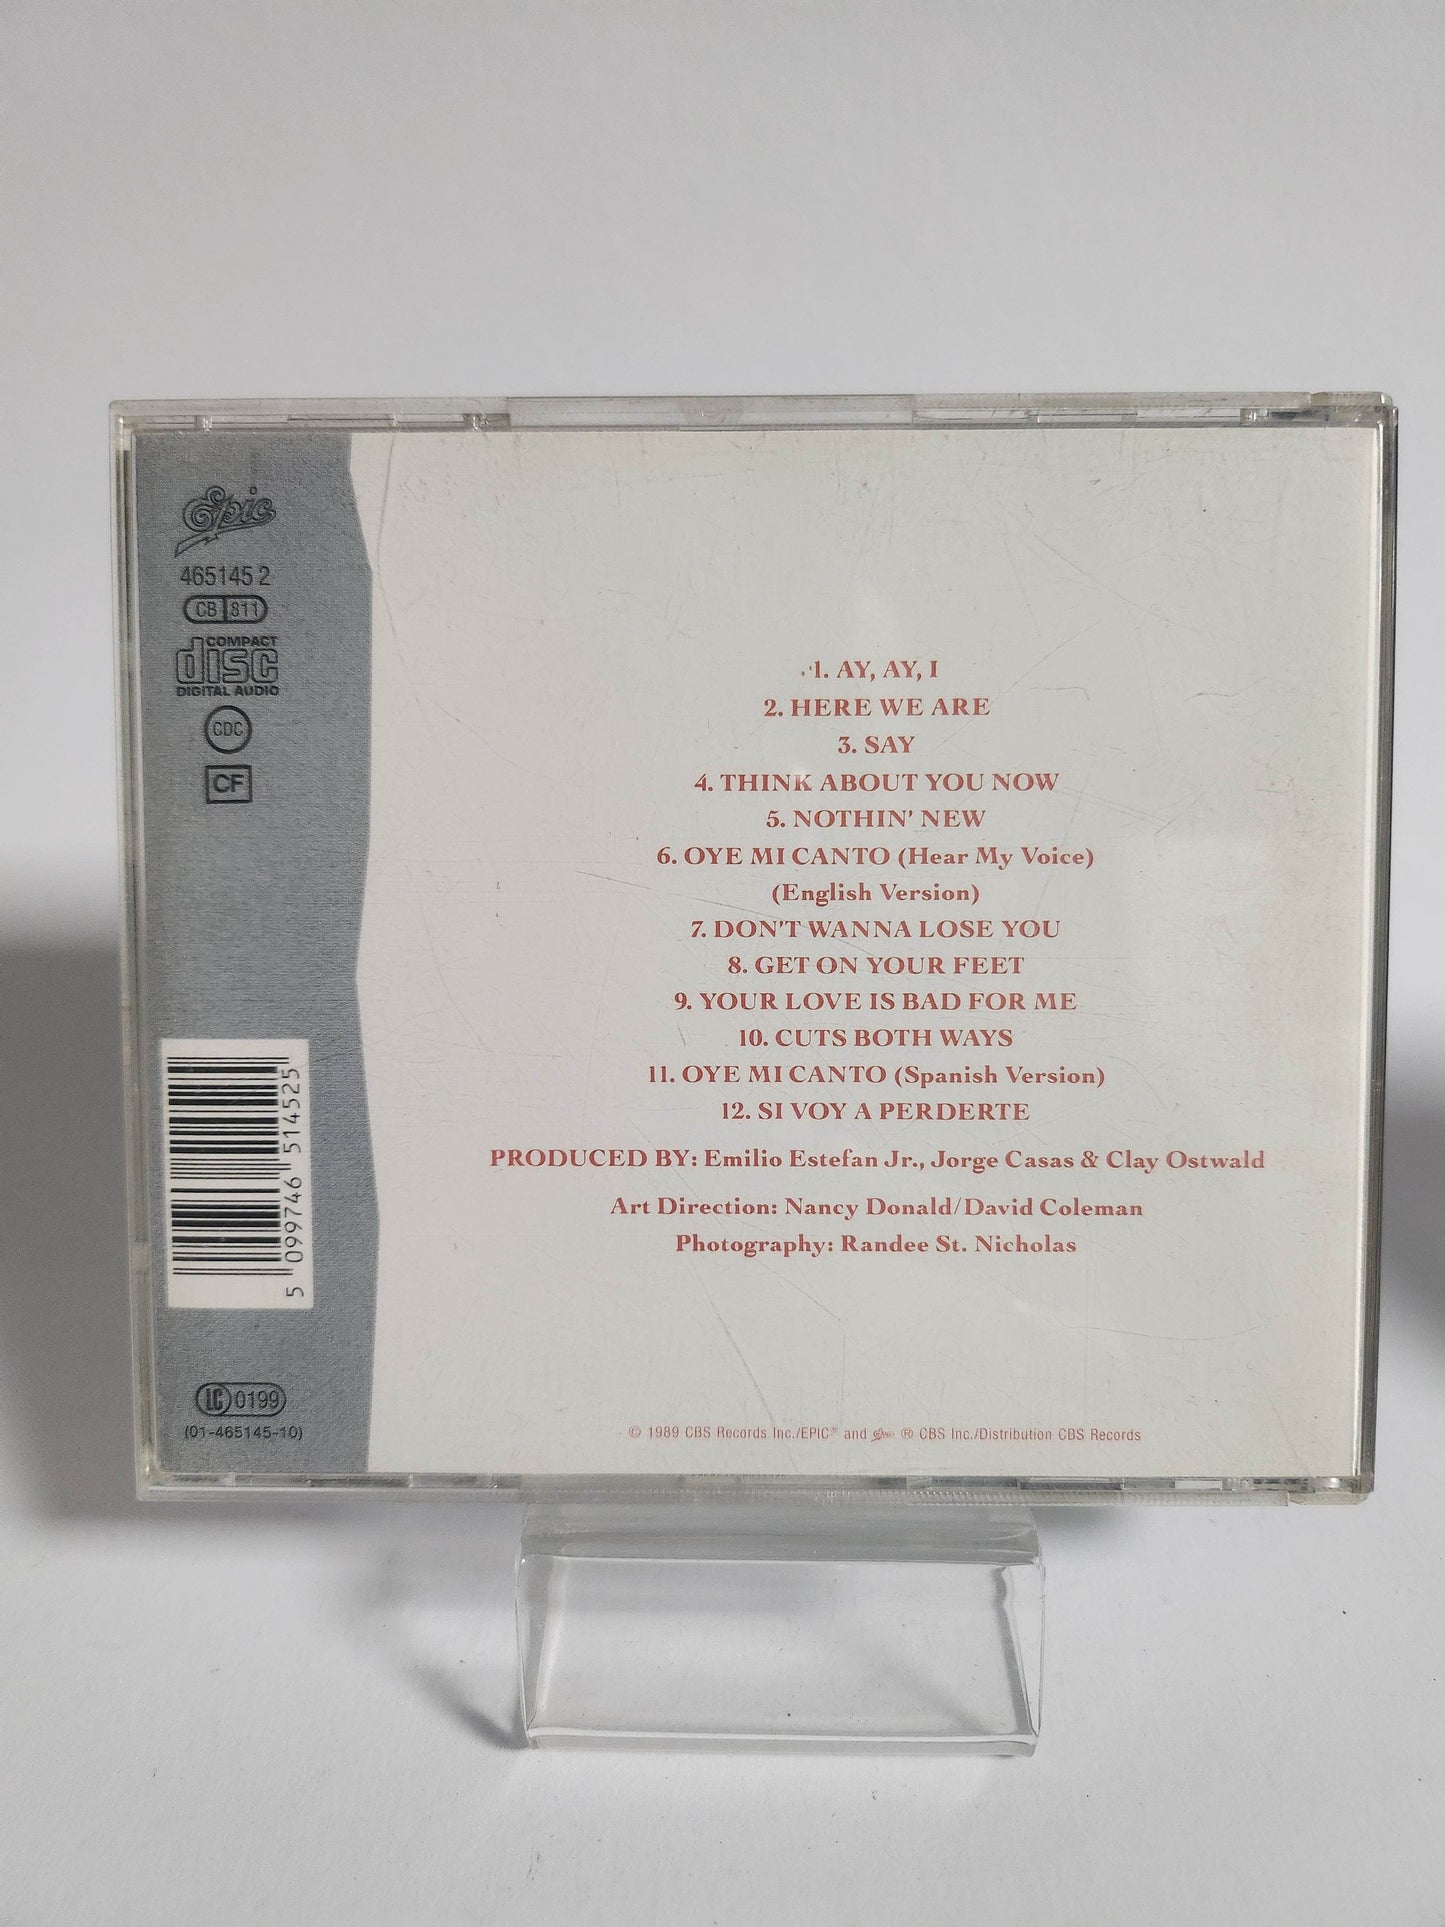 Epic
465145 2
CB 811
COMPACT
disc
DIGITAL AUDIO
CDC
CF
5 099746 514525
LC 0199
(01-465145-10)
1. AY, AY, I
2. HERE WE ARE
3. SAY
4. THINK ABOUT YOU NOW
5. NOTHIN' NEW
6. OYE MI CANTO (Hear My Voice)
(English Version)
7. DON'T WANNA LOSE YOU
8. GET ON YOUR FEET
9. YOUR LOVE IS BAD FOR ME
10. CUTS BOTH WAYS
11. OYE MI CANTO (Spanish Version)
12. SI VOY A PERDERTE
PRODUCED BY: Emilio Estefan Jr., Jorge Casas & Clay Ostwald
Art Direction: Nancy Donald/David Coleman
Photography: Randee St. Nicholas
© 1989 CBS Records Inc./EPIC® and Epic ® CBS Inc./Distribution CBS Records